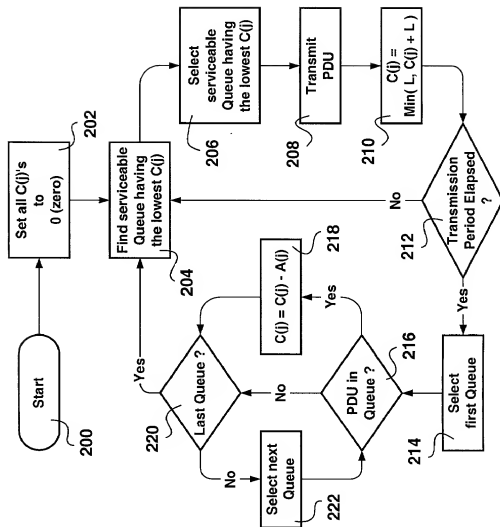 Start
200
Set all C(j)'s
to
0 (zero)
202
Find serviceable
Queue having
the lowest C(j)
204
Select
serviceable
Queue having
the lowest C(j)
206
Transmit
PDU
208
C(j) =
Min( L, C(j) + L )
210
Transmission
Period Elapsed
?
212
No
Yes
Select
first Queue
214
PDU in
Queue ?
216
Yes
No
C(j) = C(j) - A(j)
218
Last Queue ?
220
Yes
No
Select next
Queue
222